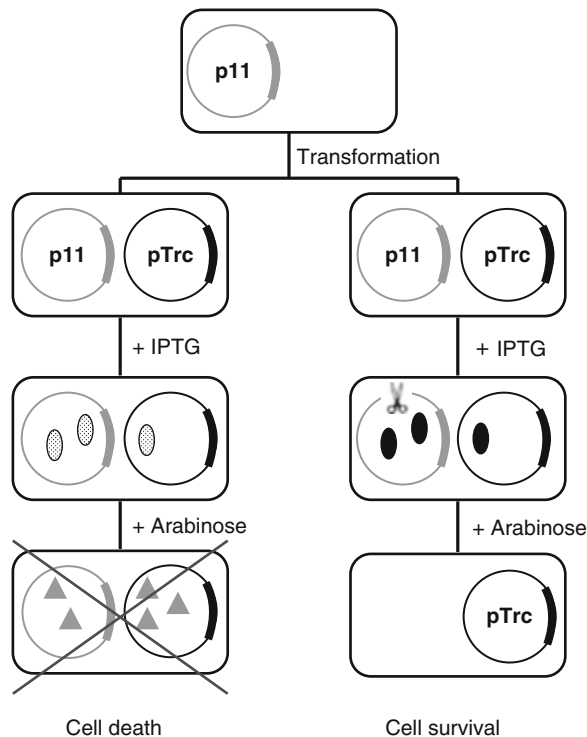 p11
Transformation
p11 pTrc p11 pTrc
+ IPTG + IPTG
+ Arabinose + Arabinose
pTrc
Cell death Cell survival